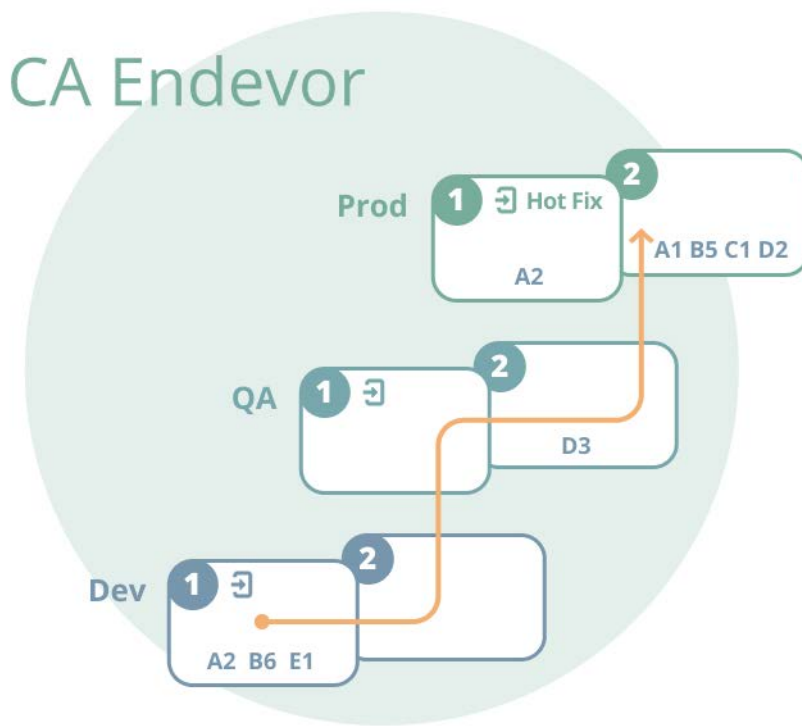 CA Endevor
2
Prod
1
Hot Fix
A1 B5 C1 D2
A2
2
QA
1
D3
2
Dev
1
A2 B6 E1